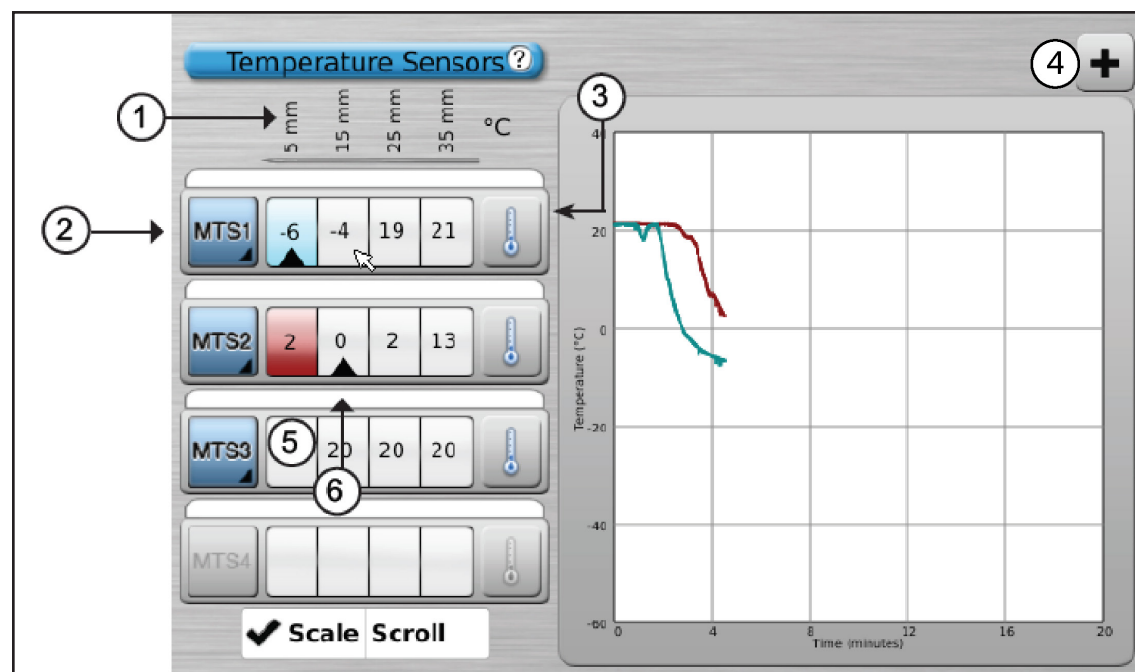 Temperature Sensors ?
4
+
3
1
5 mm
15 mm
25 mm
35 mm
°C
2
MTS1 -6 -4 19 21
MTS2 2 0 2 13
MTS3 5 20 20 20
6
MTS4
✔ Scale Scroll
40
20
0
-20
-40
-60
Temperature (°C)
0 4 8 12 16 20
Time (minutes)